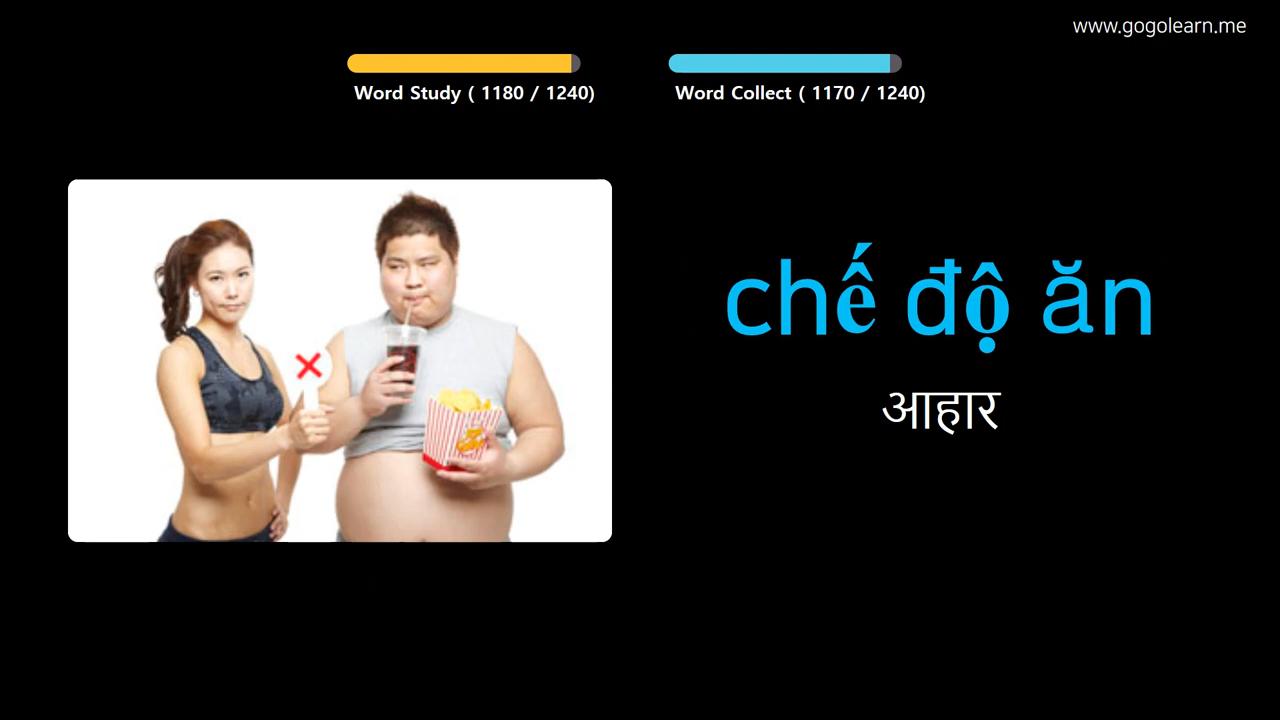 www.gogolearn.me
Word Study ( 1180 / 1240)
Word Collect ( 1170 / 1240)
chế độ ăn
आहार